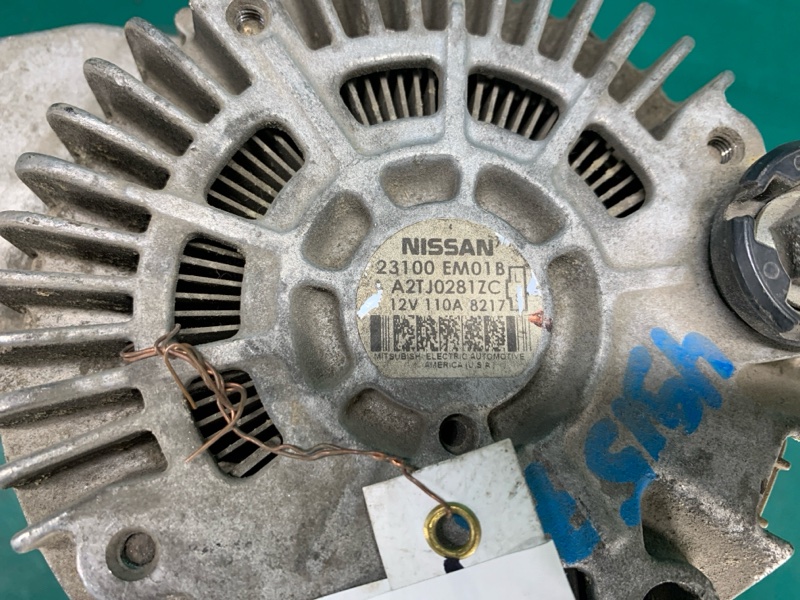 NISSAN
23100 EM01B
A2TJ0281ZC
12V 110A 8217
MITSUBISHI ELECTRIC AUTOMOTIVE
AMERICA (U.S.A.)